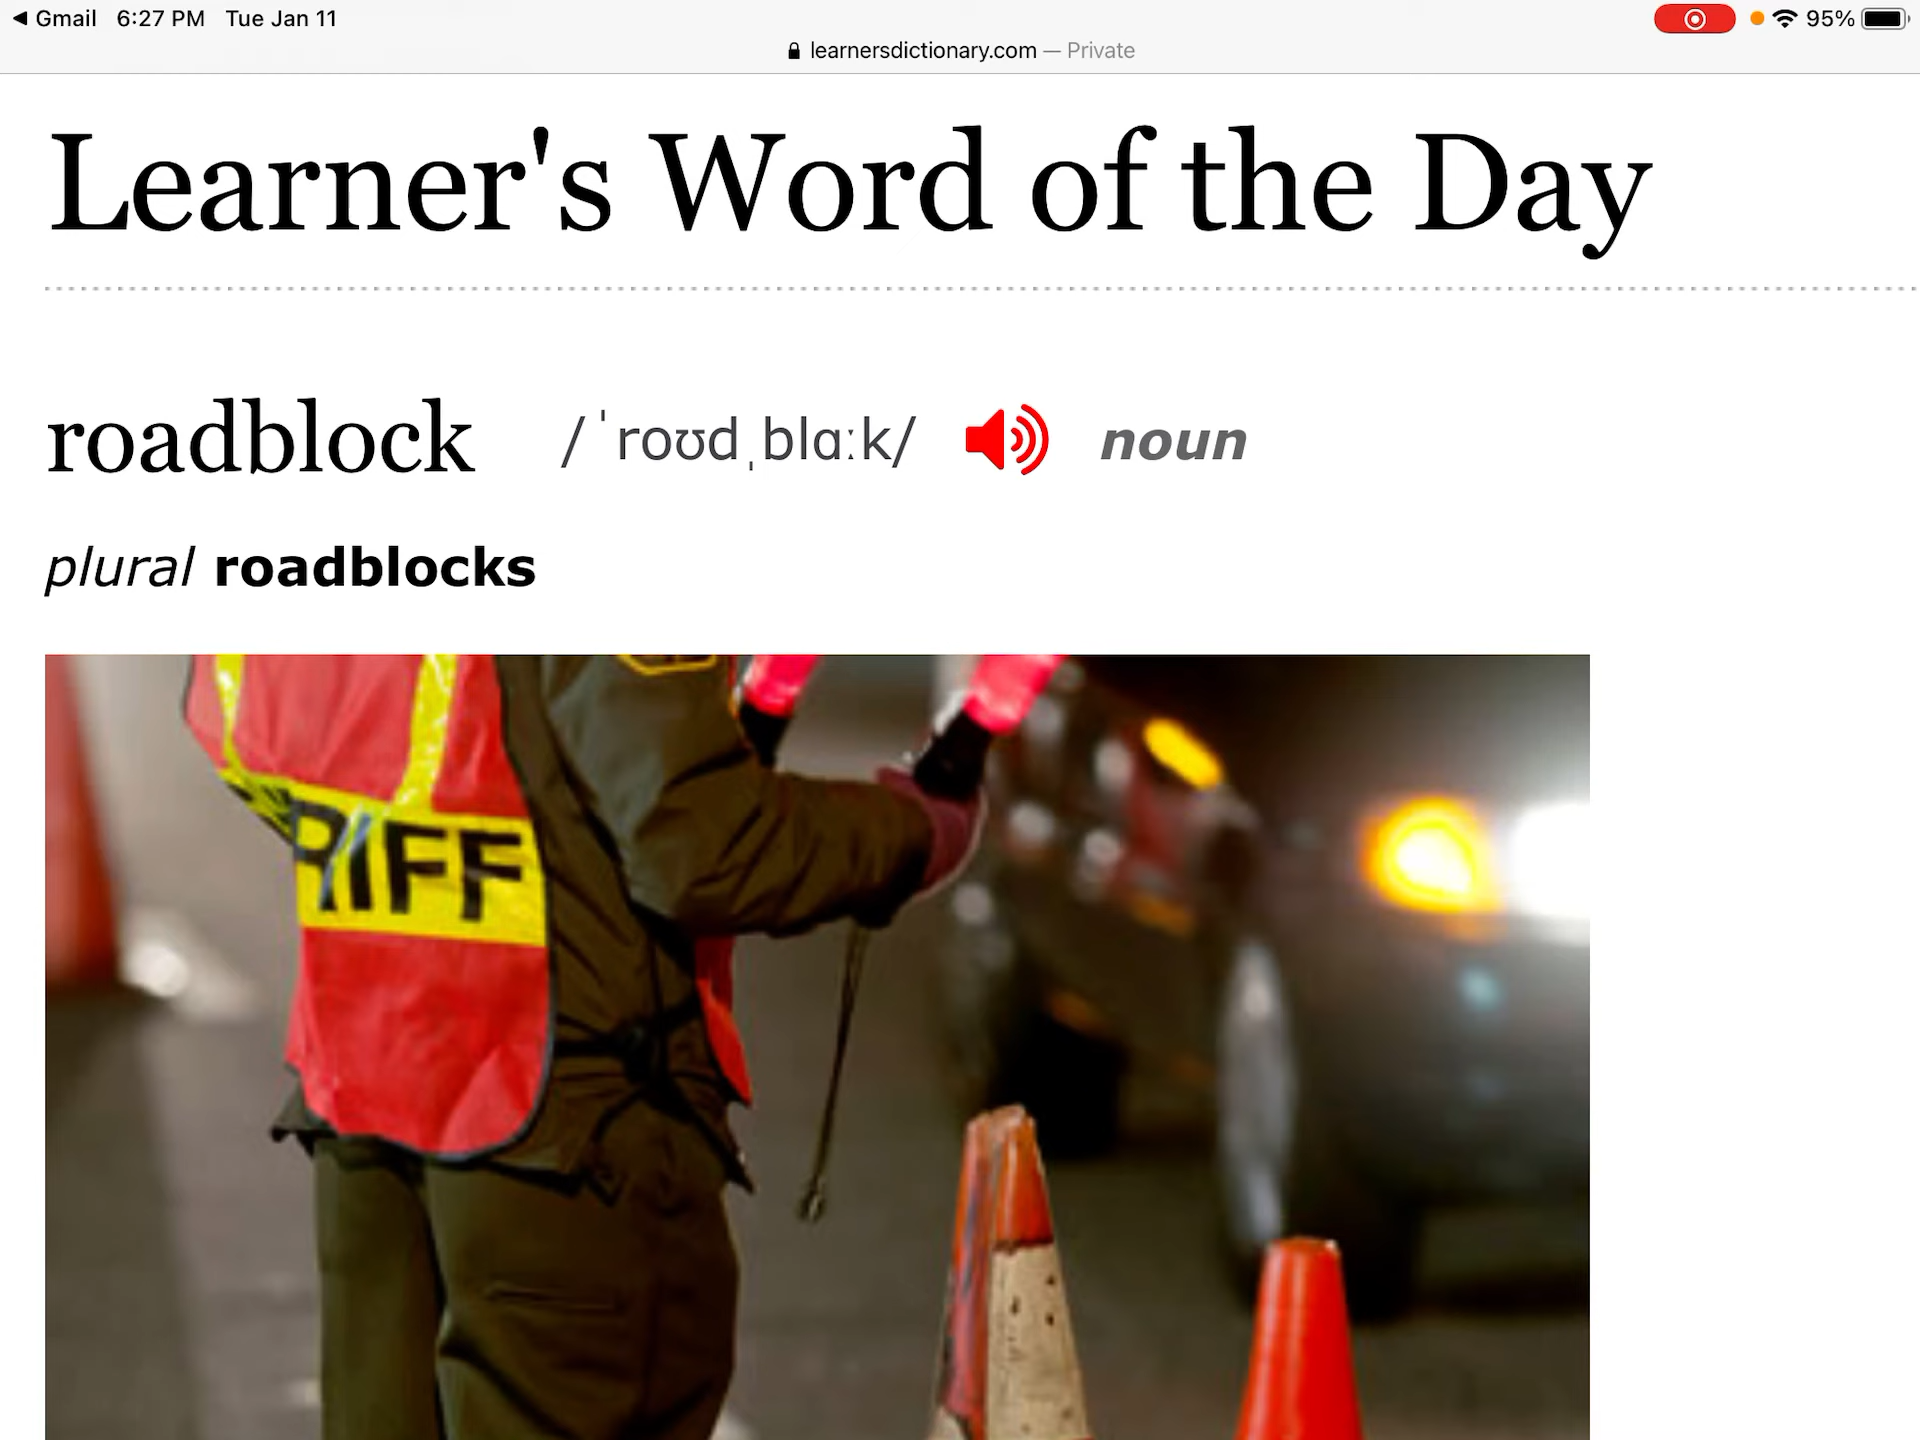 Gmail 6:27 PM Tue Jan 11 95%
learnersdictionary.com — Private
Learner's Word of the Day
roadblock /ˈroʊdˌblɑːk/ noun
plural roadblocks
RIFF